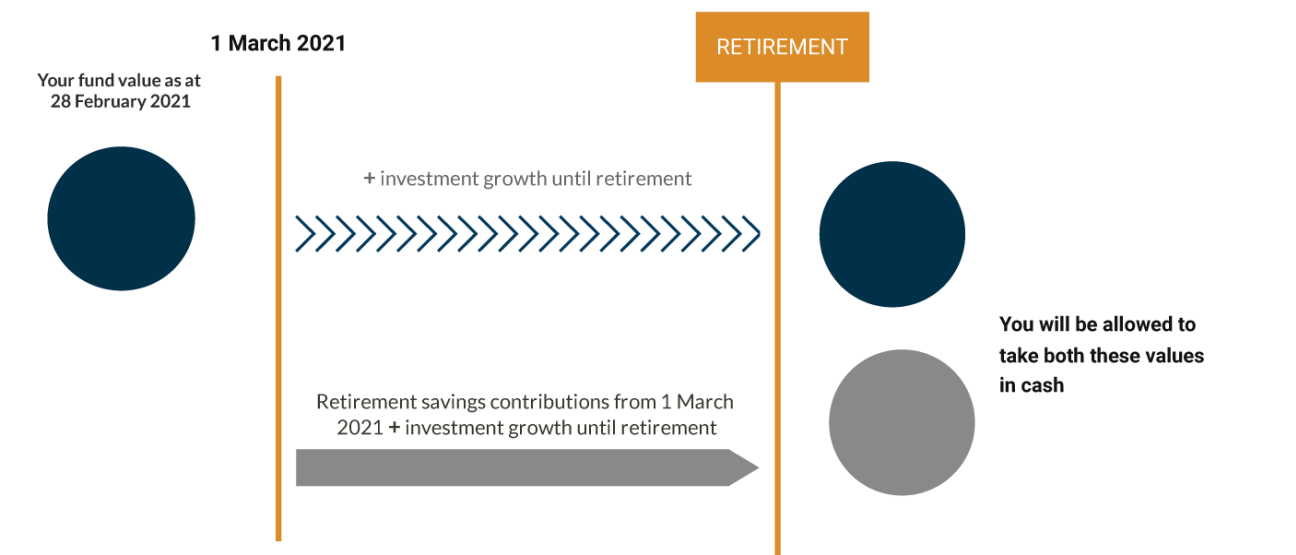 1 March 2021
RETIREMENT
Your fund value as at
28 February 2021
+ investment growth until retirement
You will be allowed to
take both these values
in cash
Retirement savings contributions from 1 March
2021 + investment growth until retirement